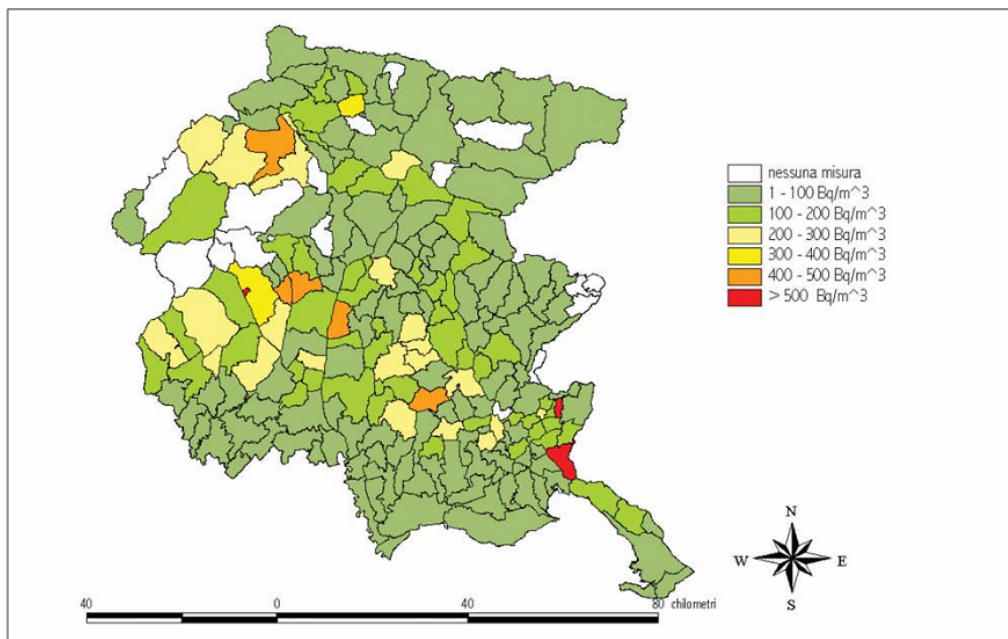 nessuna misura
1 - 100 Bq/m^3
100 - 200 Bq/m^3
200 - 300 Bq/m^3
300 - 400 Bq/m^3
400 - 500 Bq/m^3
> 500 Bq/m^3
N
W E
S
40 0 40 80 chilometri